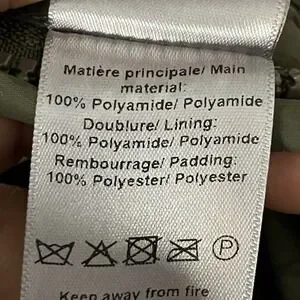 Matière principale/ Main
material:
100% Polyamide/ Polyamide
Doublure/ Lining:
100% Polyamide/ Polyamide
Rembourrage/ Padding:
100% Polyester/ Polyester
P
Keep away from fire